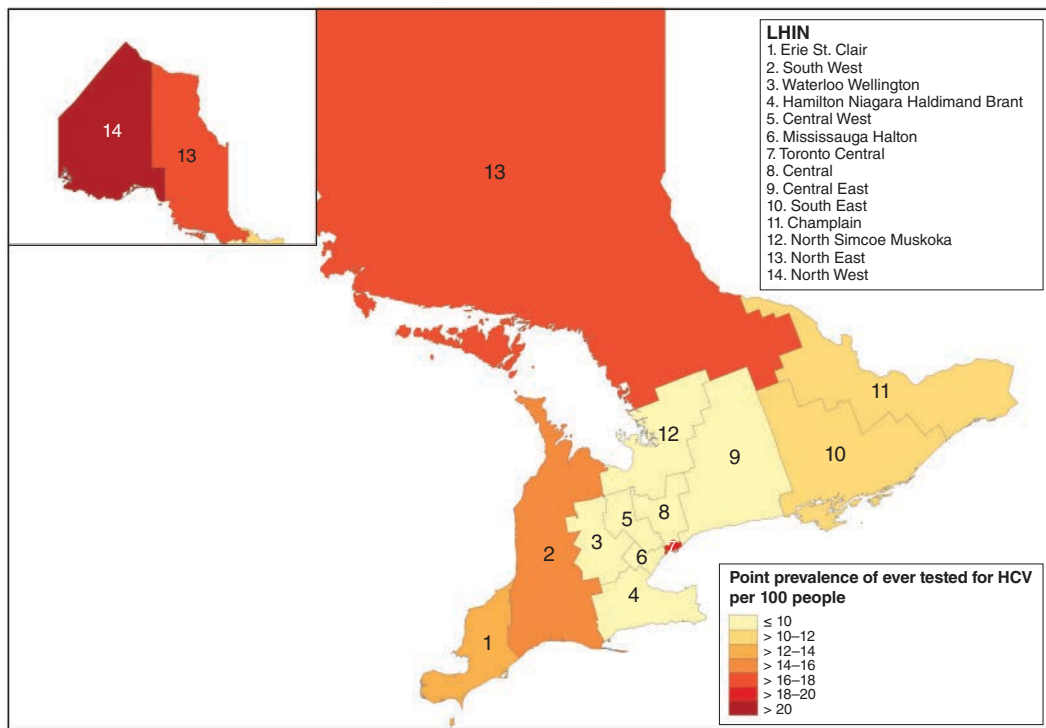 14
13
13
LHIN
1. Erie St. Clair
2. South West
3. Waterloo Wellington
4. Hamilton Niagara Haldimand Brant
5. Central West
6. Mississauga Halton
7. Toronto Central
8. Central
9. Central East
10. South East
11. Champlain
12. North Simcoe Muskoka
13. North East
14. North West
11
12
9
10
8
5
3
7
2
6
4
1
Point prevalence of ever tested for HCV
per 100 people
≤ 10
> 10–12
> 12–14
> 14–16
> 16–18
> 18–20
> 20